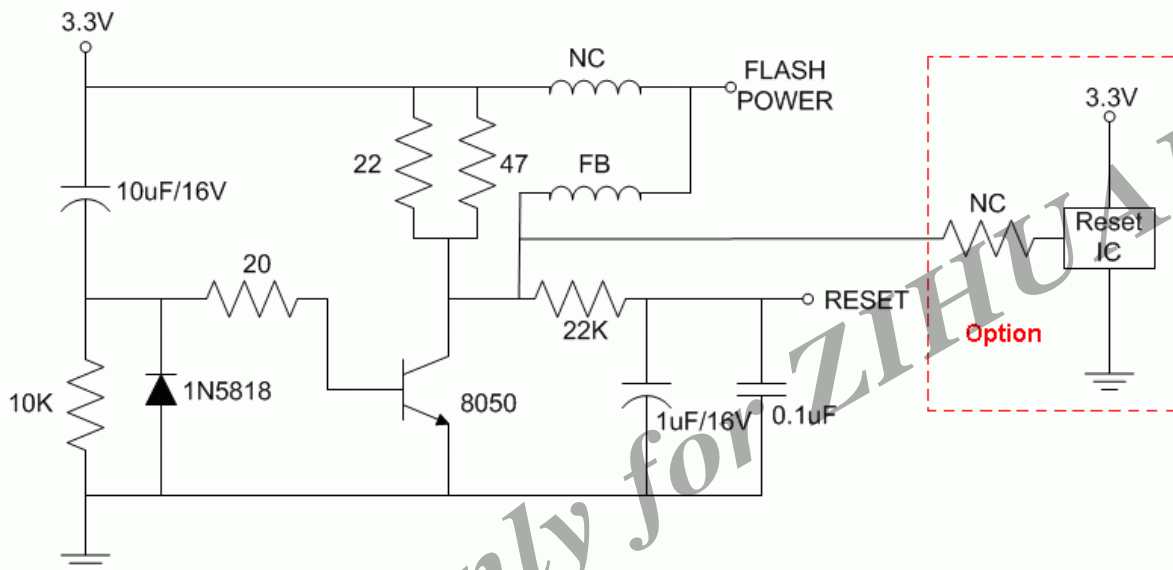 3.3V
NC
FLASH
POWER
3.3V
22
47
FB
10uF/16V
NC
Reset
IC
20
RESET
22K
Option
10K
1N5818
8050
1uF/16V
0.1uF
only for ZIHUA